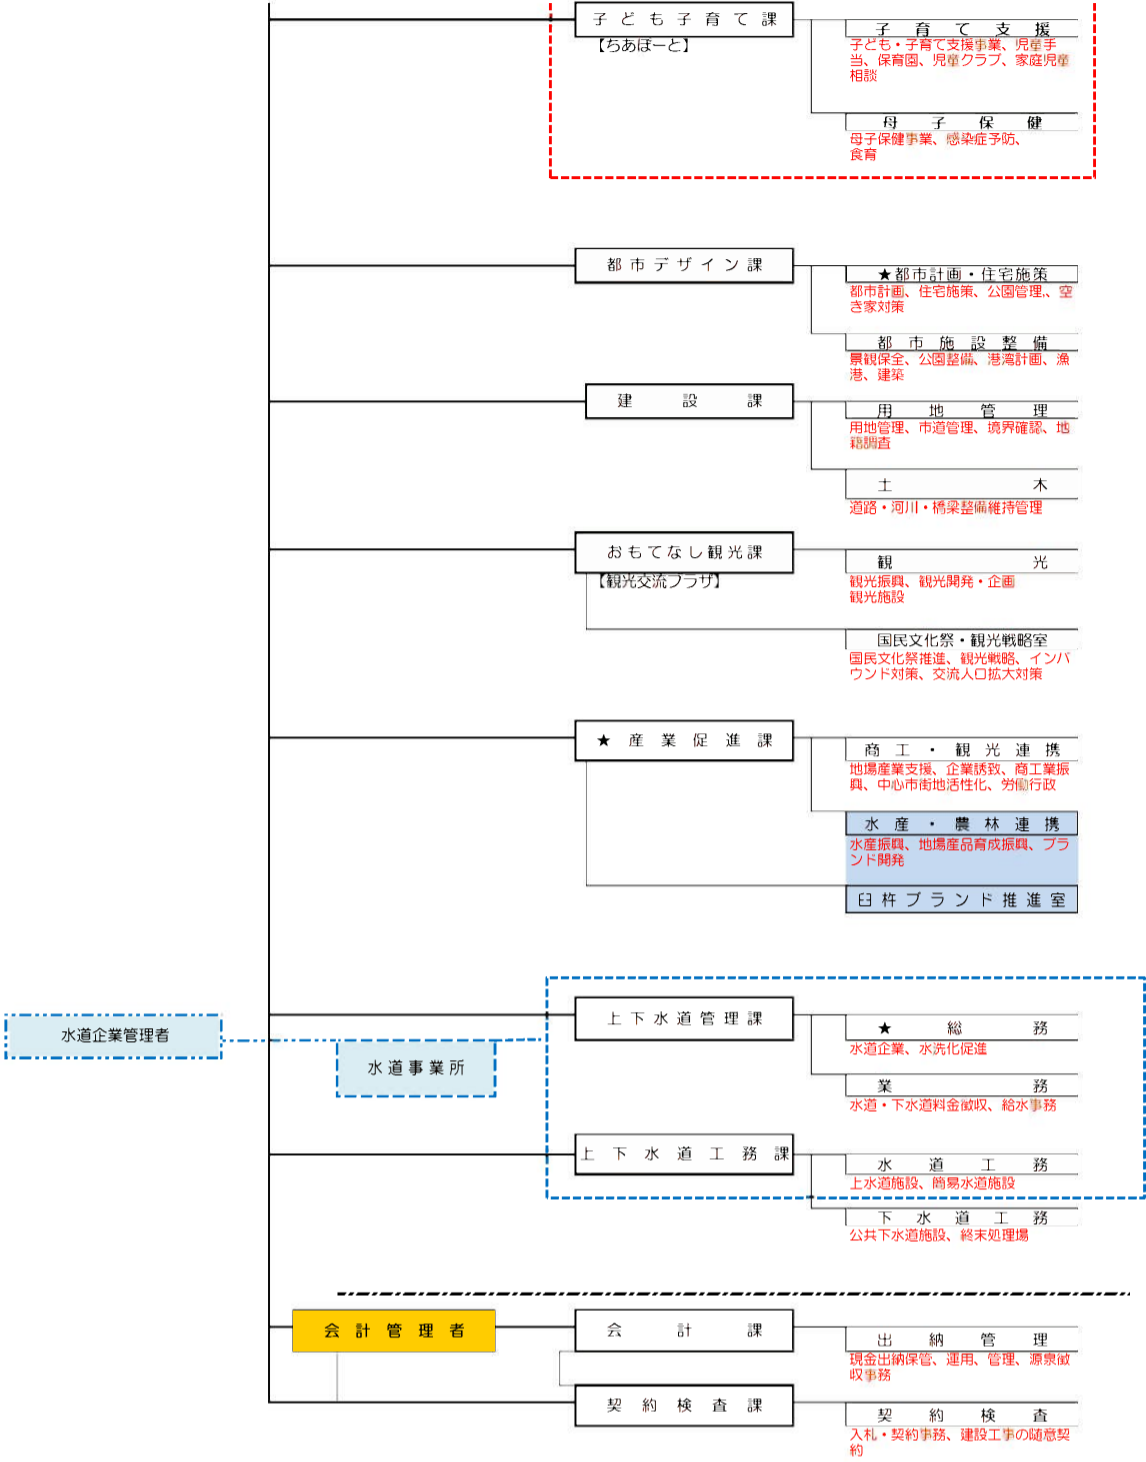 子ども子育て課
【ちあぽーと】
子育て支援
子ども・子育て支援事業、児童手
当、保育園、児童クラブ、家庭児童
相談
母子保健
母子保健事業、感染症予防、
食育
都市デザイン課
★都市計画・住宅施策
都市計画、住宅施策、公園管理、、空
き家対策
都市施設整備
景観保全、公園整備、港湾計画、漁
港、建築
建設課
用地管理
用地管理、市道管理、境界確認、地
籍調査
土木
道路・河川・橋梁整備維持管理
おもてなし観光課
【観光交流プラザ】
観光
観光振興、観光開発・企画
観光施設
国民文化祭・観光戦略室
国民文化祭推進、観光戦略、インバ
ウンド対策、交流人口拡大対策
★産業促進課
商工・観光連携
地場産業支援、企業誘致、商工業振
興、中心市街地活性化、労働行政
水産・農林連携
水産振興、地場産品育成振興、ブラ
ンド開発
臼杵ブランド推進室
水道企業管理者
水道事業所
上下水道管理課
★総務
水道企業、水洗化促進
業務
水道・下水道料金徴収、給水事務
上下水道工務課
水道工務
上水道施設、簡易水道施設
下水道工務
公共下水道施設、終末処理場
会計管理者
会計課
出納管理
現金出納保管、運用、管理、源泉徴
収事務
契約検査課
契約検査
入札・契約事務、建設工事の随意契
約